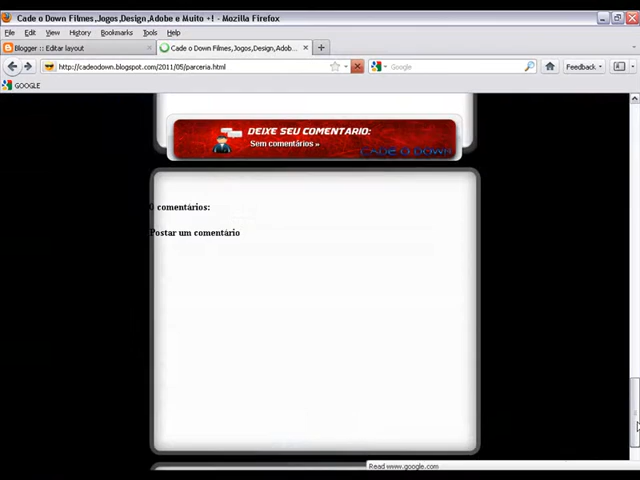 Cade o Down Filmes,Jogos,Design,Adobe e Muito +! - Mozilla Firefox
File Edit View History Bookmarks Tools Help
Blogger :: Editar layout
Cade o Down Filmes,Jogos,Design,Adob...
http://cadeodown.blogspot.com/2011/05/parceria.html
Google
Feedback
GOOGLE
DEIXE SEU COMENTARIO:
Sem comentários »
CADE O DOWN
0 comentários:
Postar um comentário
Read www.google.com